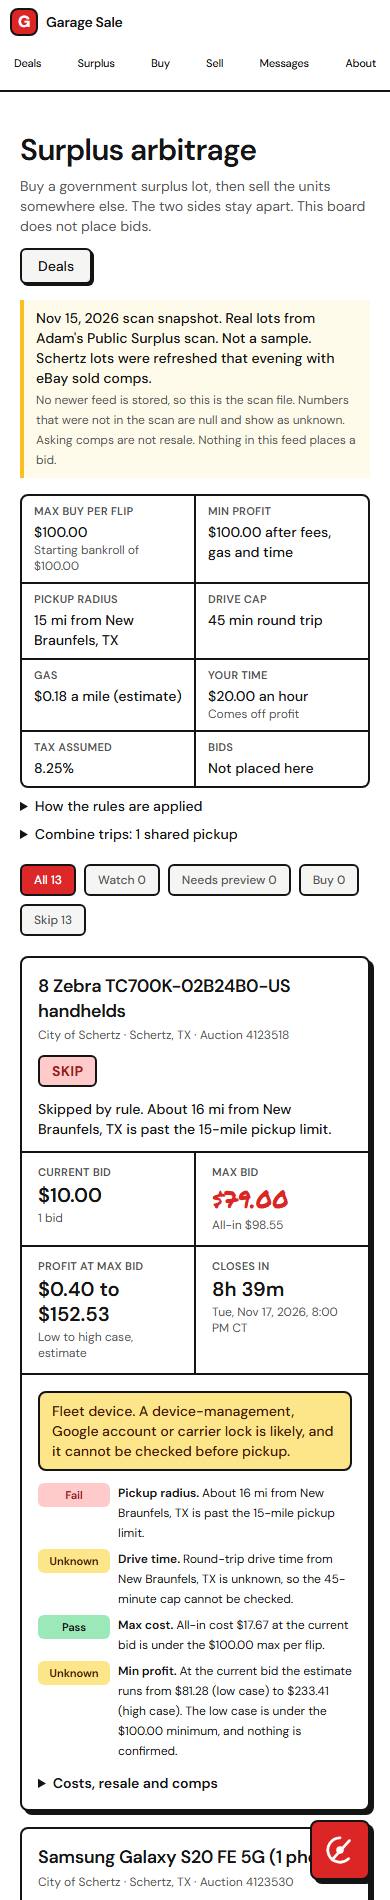 G Garage Sale
Deals Surplus Buy Sell Messages About
Surplus arbitrage
Buy a government surplus lot, then sell the units
somewhere else. The two sides stay apart. This board
does not place bids.
Deals
Nov 15, 2026 scan snapshot. Real lots from
Adam's Public Surplus scan. Not a sample.
Schertz lots were refreshed that evening with
eBay sold comps.
No newer feed is stored, so this is the scan file. Numbers
that were not in the scan are null and show as unknown.
Asking comps are not resale. Nothing in this feed places a
bid.
MAX BUY PER FLIP
$100.00
Starting bankroll of
$100.00
MIN PROFIT
$100.00 after fees,
gas and time
PICKUP RADIUS
15 mi from New
Braunfels, TX
DRIVE CAP
45 min round trip
GAS
$0.18 a mile (estimate)
YOUR TIME
$20.00 an hour
Comes off profit
TAX ASSUMED
8.25%
BIDS
Not placed here
How the rules are applied
Combine trips: 1 shared pickup
All 13 Watch 0 Needs preview 0 Buy 0
Skip 13
8 Zebra TC700K-02B24B0-US
handhelds
City of Schertz · Schertz, TX · Auction 4123518
SKIP
Skipped by rule. About 16 mi from New
Braunfels, TX is past the 15-mile pickup limit.
CURRENT BID
$10.00
1 bid
MAX BID
$79.00
All-in $98.55
PROFIT AT MAX BID
$0.40 to
$152.53
Low to high case,
estimate
CLOSES IN
8h 39m
Tue, Nov 17, 2026, 8:00
PM CT
Fleet device. A device-management,
Google account or carrier lock is likely, and
it cannot be checked before pickup.
Fail
Pickup radius. About 16 mi from New
Braunfels, TX is past the 15-mile pickup
limit.
Unknown
Drive time. Round-trip drive time from
New Braunfels, TX is unknown, so the 45-
minute cap cannot be checked.
Pass
Max cost. All-in cost $17.67 at the current
bid is under the $100.00 max per flip.
Unknown
Min profit. At the current bid the estimate
runs from $81.28 (low case) to $233.41
(high case). The low case is under the
$100.00 minimum, and nothing is
confirmed.
Costs, resale and comps
Samsung Galaxy S20 FE 5G (1 pho
City of Schertz · Schertz, TX · Auction 4123530